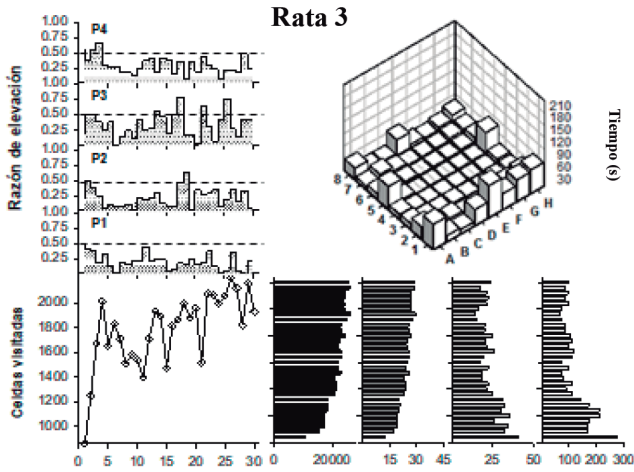 Rata 3
P4
1.00
0.75
0.50
0.25
1.00
P3
0.75
0.50
0.25
1.00
P2
0.75
0.50
0.25
1.00
P1
0.75
0.50
0.25
0.00
Razón de elevación
2000
1800
1600
1400
1200
1000
Celdas visitadas
0 5 10 15 20 25 30
210
180
150
120
90
60
30
Tiempo (s)
8 7 6 5 4 3 2 1
A B C D E F G H
0 20000
0 15 30 45
0 25 50
0 100 200 300